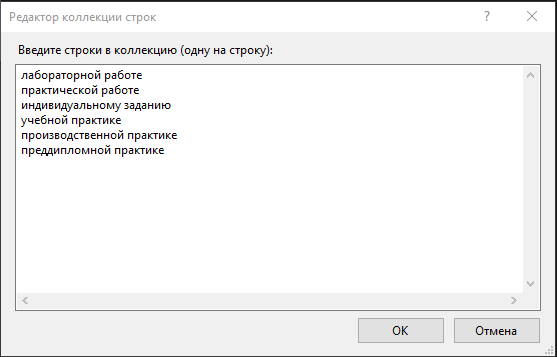 Редактор коллекции строк
Введите строки в коллекцию (одну на строку):
лабораторной работе
практической работе
индивидуальному заданию
учебной практике
производственной практике
преддипломной практике
ОК
Отмена